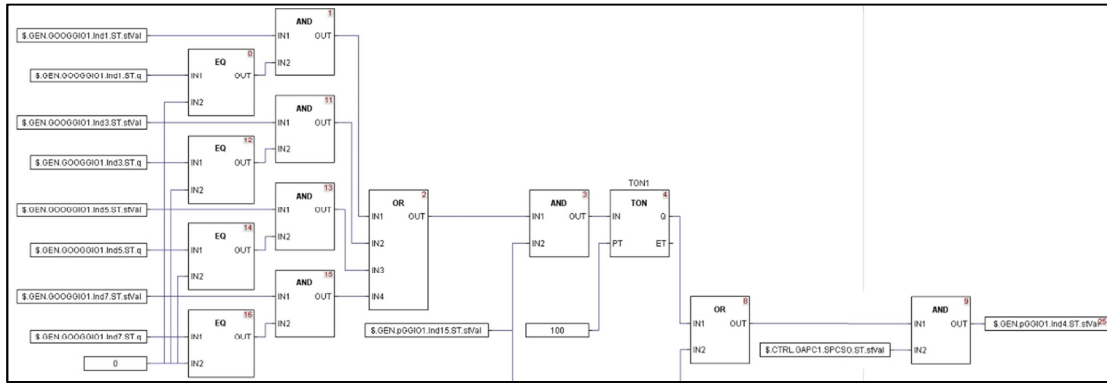 AND 1
$.GEN.GOOGGIO1.Ind1.ST.stVal
IN1 OUT
EQ 0
IN2
$.GEN.GOOGGIO1.Ind1.ST.q
IN1 OUT
IN2
AND 11
$.GEN.GOOGGIO1.Ind3.ST.stVal
IN1 OUT
EQ 12
IN2
$.GEN.GOOGGIO1.Ind3.ST.q
IN1 OUT
IN2
AND 13
$.GEN.GOOGGIO1.Ind5.ST.stVal
IN1 OUT
EQ 14
IN2
$.GEN.GOOGGIO1.Ind5.ST.q
IN1 OUT
IN2
AND 15
$.GEN.GOOGGIO1.Ind7.ST.stVal
IN1 OUT
EQ 16
IN2
$.GEN.GOOGGIO1.Ind7.ST.q
IN1 OUT
0
IN2
OR 2
IN1 OUT
IN2
IN3
IN4
AND 3
IN1 OUT
IN2
$.GEN.pGGIO1.Ind15.ST.stVal
TON1
TON 4
IN Q
PT ET
100
OR 8
IN1 OUT
IN2
$.CTRL.GAPC1.SPCSO.ST.stVal
AND 9
IN1 OUT
IN2
$.GEN.pGGIO1.Ind4.ST.stVal